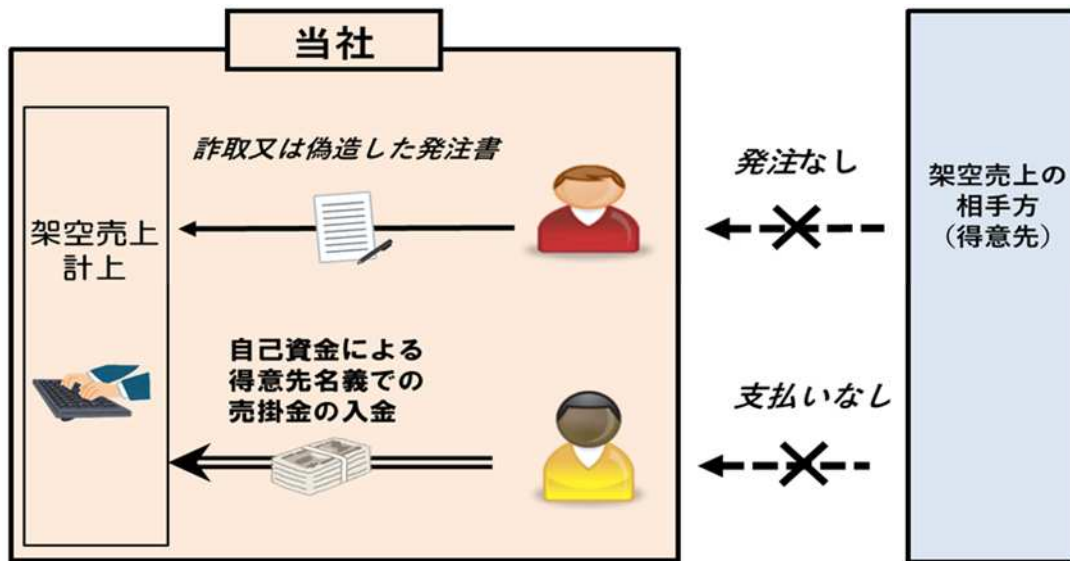 当社
詐取又は偽造した発注書
架空売上
計上
自己資金による
得意先名義での
売掛金の入金
発注なし
支払いなし
架空売上の
相手方
（得意先）